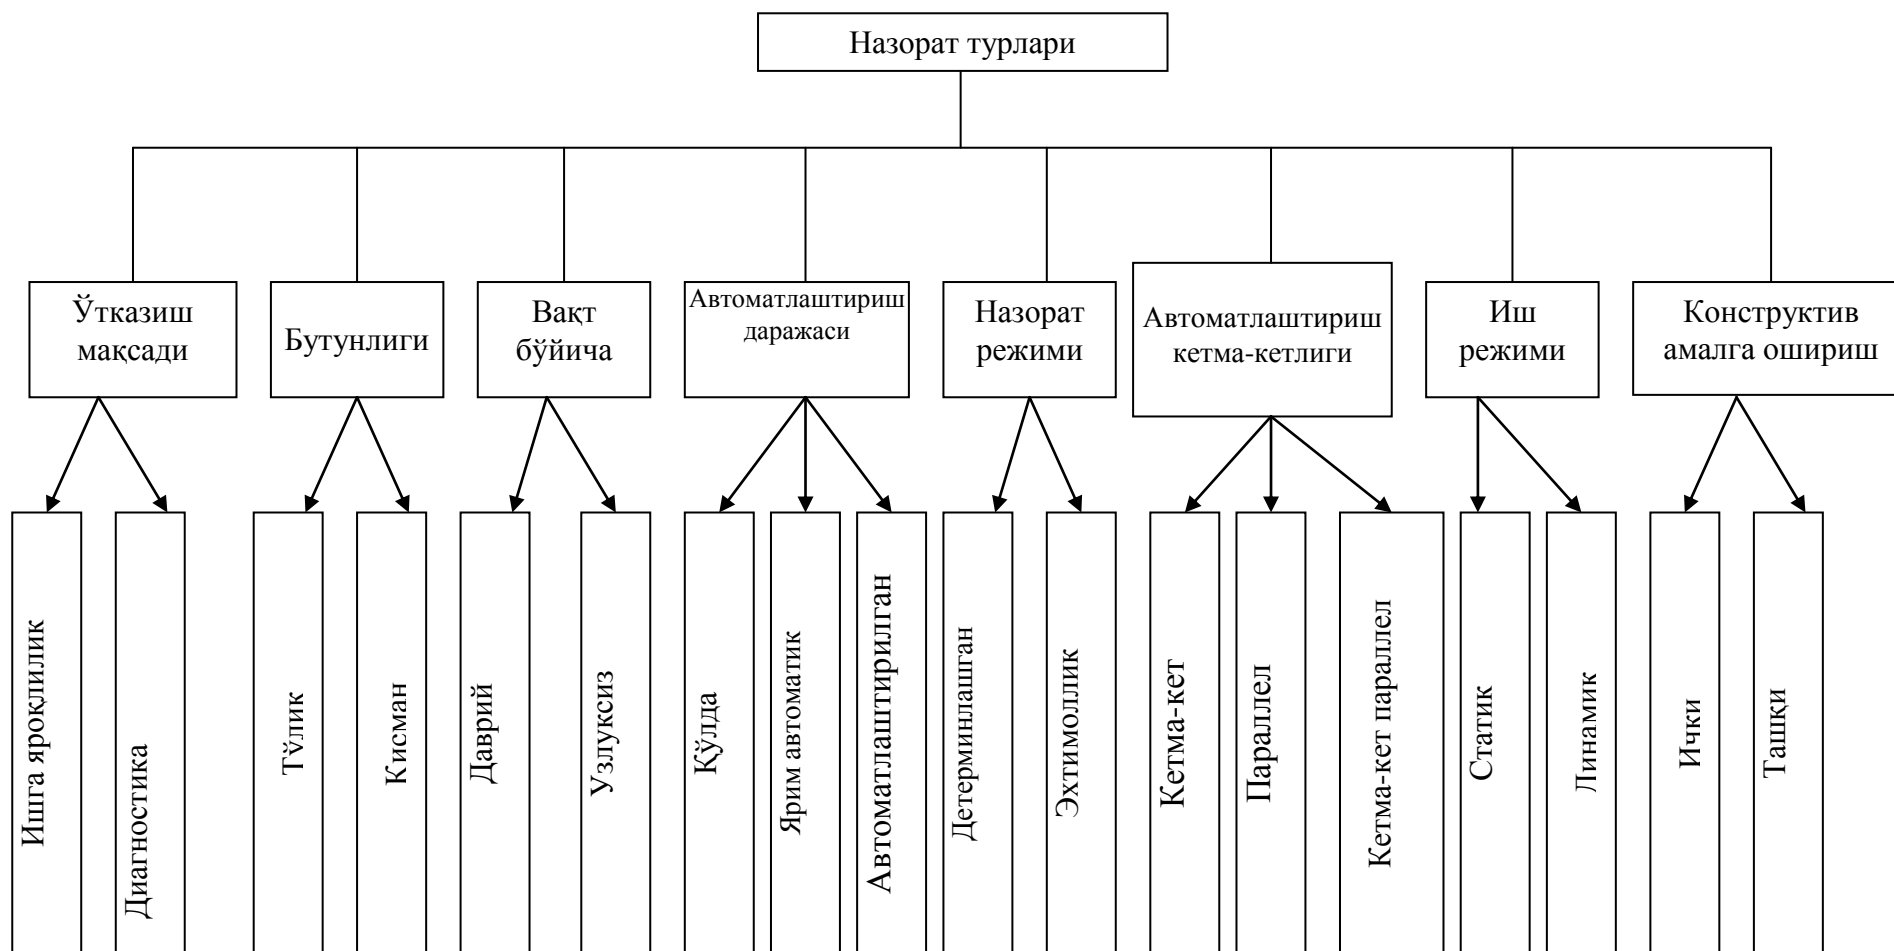 Назорат турлари
Ўтказиш
мақсади
Бутунлиги
Вақт
бўйича
Автоматлаштириш
даражаси
Назорат
режими
Автоматлаштириш
кетма-кетлиги
Иш
режими
Конструктив
амалга ошириш
Ишга яроқлилик
Диагностика
Тўлик
Кисман
Даврий
Узлуксиз
Қўлда
Ярим автоматик
Автоматлаштирилган
Детерминлашган
Эхтимоллик
Кетма-кет
Параллел
Кетма-кет параллел
Статик
Линамик
Ички
Ташқи